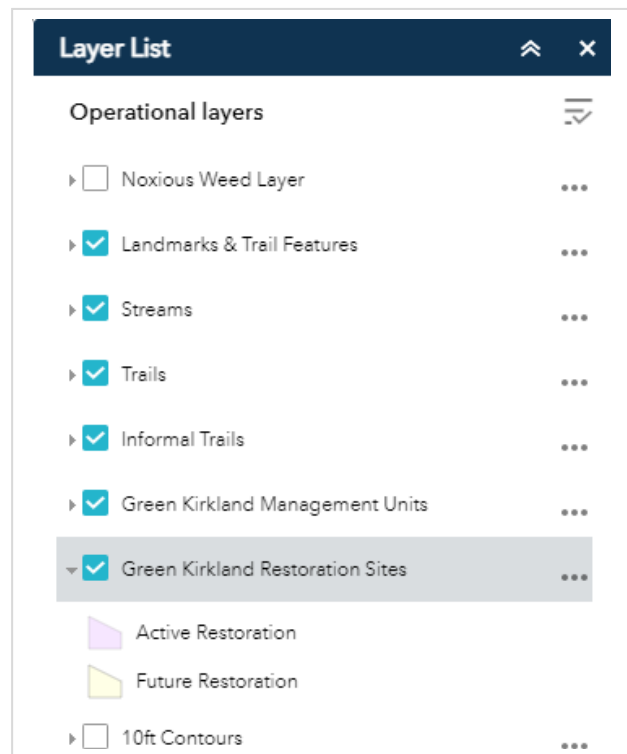 Layer List
Operational layers
Noxious Weed Layer
Landmarks & Trail Features
Streams
Trails
Informal Trails
Green Kirkland Management Units
Green Kirkland Restoration Sites
Active Restoration
Future Restoration
10ft Contours